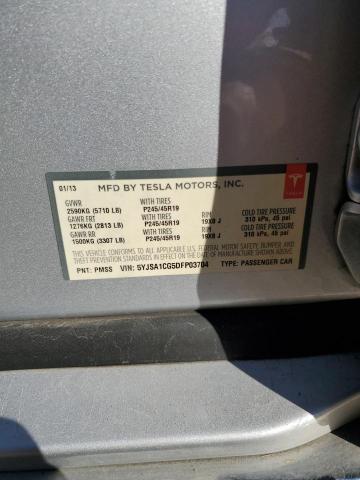 01/13 MFD BY TESLA MOTORS, INC.
GVWR WITH TIRES
2590KG (5710 LB) P245/45R19
GAWR FRT WITH TIRES RIM COLD TIRE PRESSURE
1276KG (2813 LB) P245/45R19 19X8 J 310 kPa, 45 psi
GAWR RR WITH TIRES RIM COLD TIRE PRESSURE
1500KG (3307 LB) P245/45R19 19X8 J 310 kPa, 45 psi
THIS VEHICLE CONFORMS TO ALL APPLICABLE U.S. FEDERAL MOTOR VEHICLE SAFETY, BUMPER AND
THEFT PREVENTION STANDARDS IN EFFECT ON THE DATE OF MANUFACTURE SHOWN ABOVE.
PNT: PMSS VIN: 5YJSA1CG5DFP03704 TYPE: PASSENGER CAR
TESLA